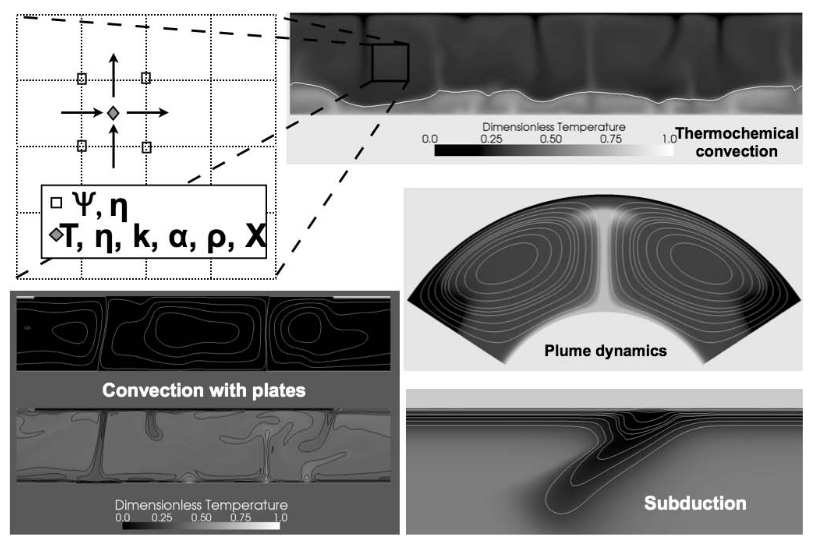 Ψ, η
T, η, k, α, ρ, X
Dimensionless Temperature
0.0 0.25 0.50 0.75 1.0
Thermochemical
convection
Plume dynamics
Convection with plates
Dimensionless Temperature
0.0 0.25 0.50 0.75 1.0
Subduction